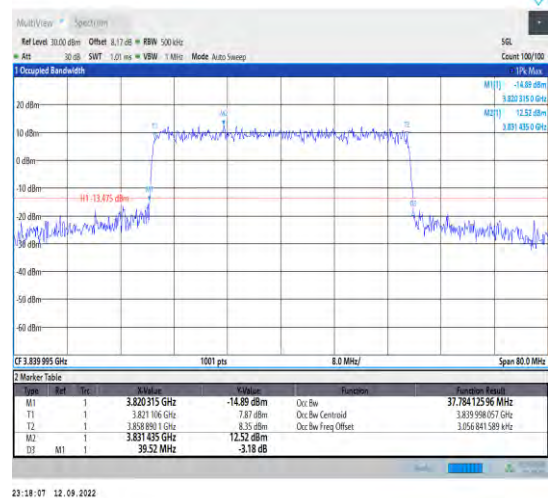 MultiView Spectrum
Ref Level 30.00 dBm Offset 8.17 dB RBW 500 kHz SGL
Att 30 dB SWT 1.01 ms VBW 1 MHz Mode Auto Sweep Count 100/100
1 Occupied Bandwidth 1Pk Max
M1[1] -14.89 dBm
3.820 315 0 GHz
M2[1] 12.52 dBm
3.831 435 0 GHz
20 dBm
10 dBm
0 dBm
-10 dBm
H1 -13.475 dBm
-20 dBm
-30 dBm
-40 dBm
-50 dBm
-60 dBm
CF 3.839 995 GHz 1001 pts 8.0 MHz/ Span 80.0 MHz
2 Marker Table
Type Ref Trc X-Value Y-Value Function Function Result
M1 1 3.820 315 GHz -14.89 dBm Occ Bw 37.784 125 96 MHz
T1 1 3.821 106 GHz 7.87 dBm Occ Bw Centroid 3.839 998 057 GHz
T2 1 3.858 890 1 GHz 8.35 dBm Occ Bw Freq Offset 3.056 841 589 kHz
M2 1 3.831 435 GHz 12.52 dBm
D3 M1 1 39.52 MHz -3.18 dB
23:18:07 12.09.2022